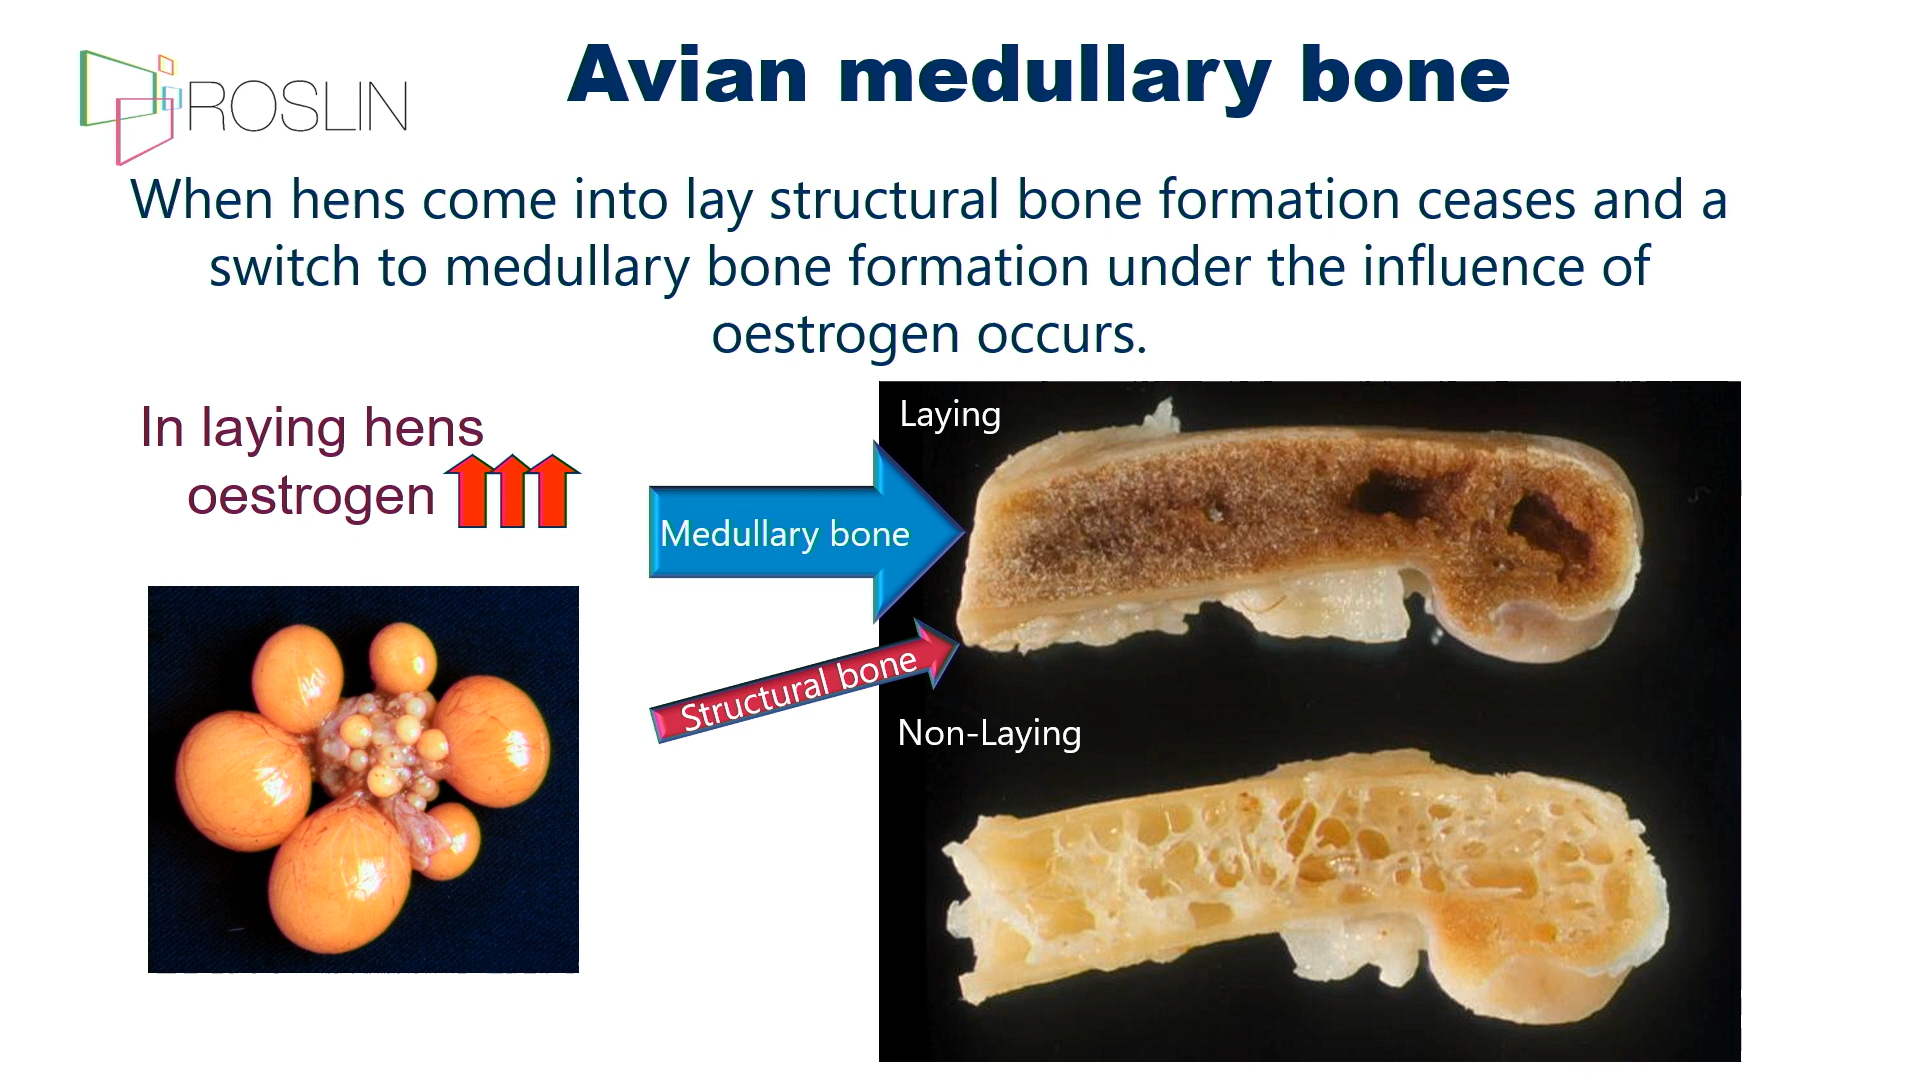 ROSLIN
Avian medullary bone
When hens come into lay structural bone formation ceases and a
switch to medullary bone formation under the influence of
oestrogen occurs.
In laying hens
oestrogen
Laying
Medullary bone
Structural bone
Non-Laying